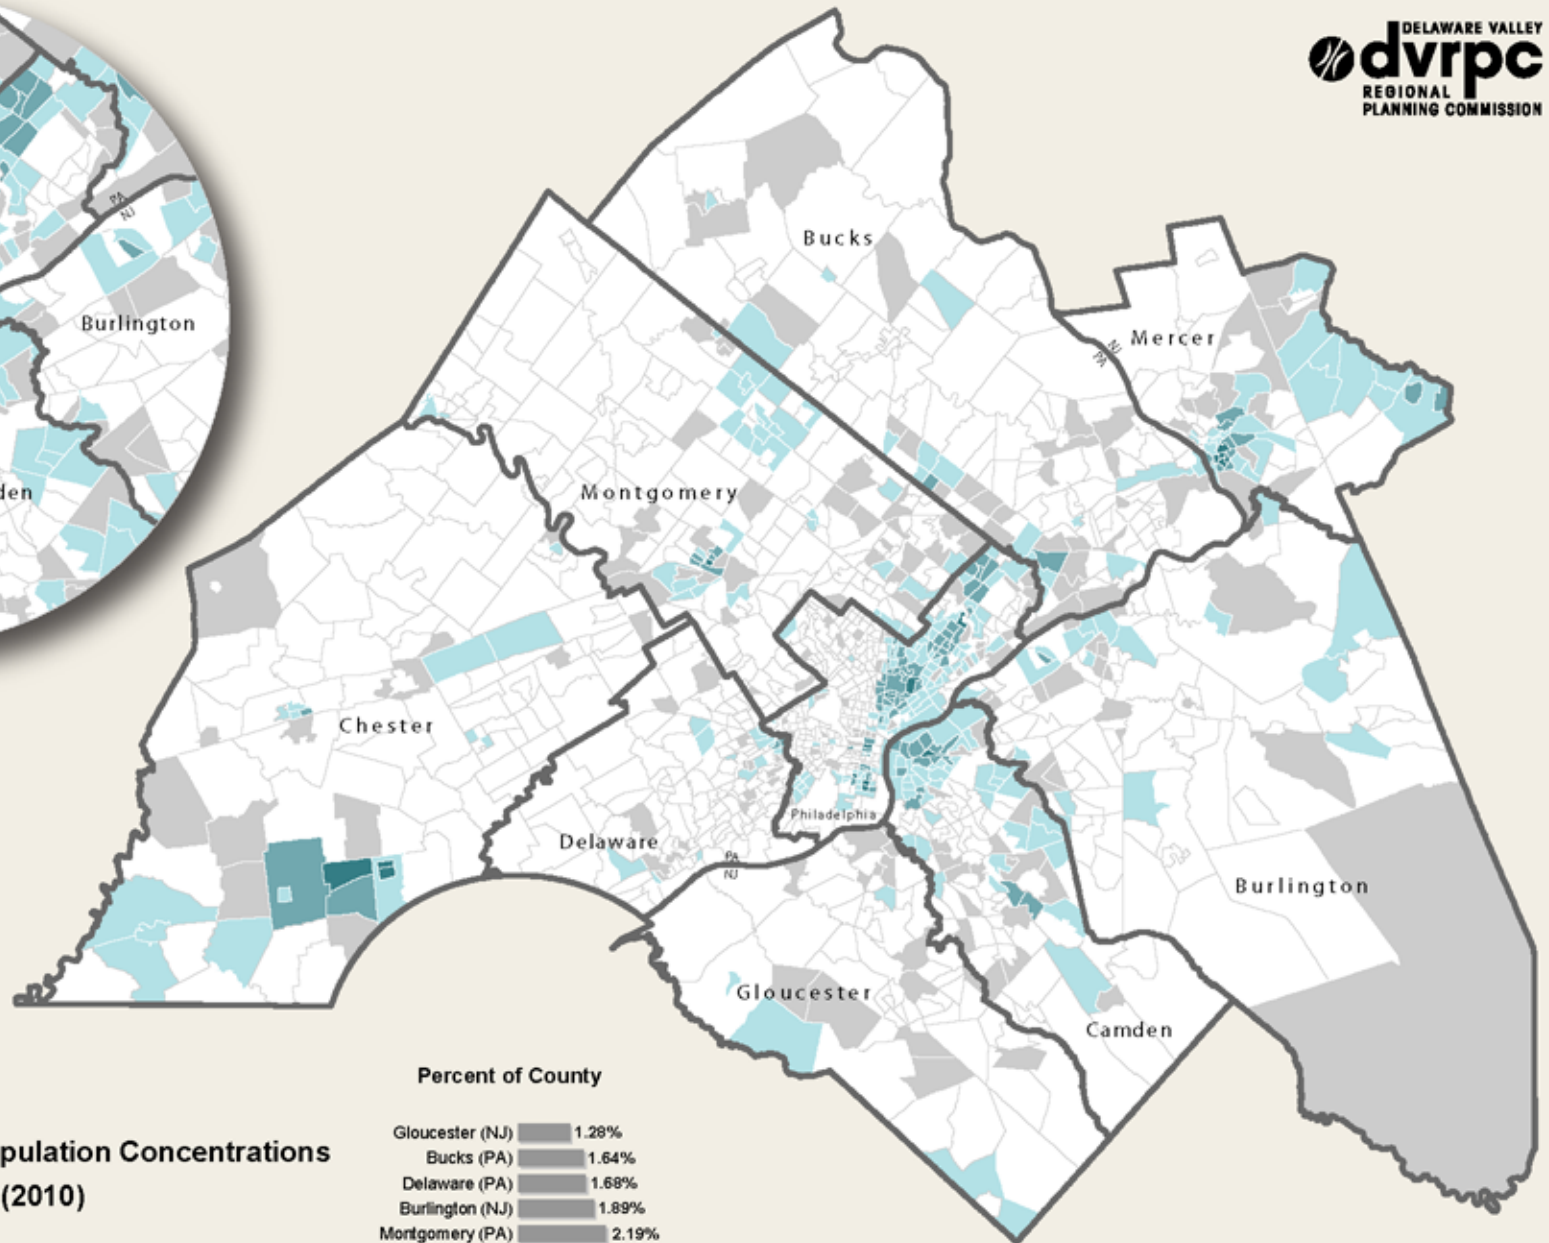 DELAWARE VALLEY
dvrpc
REGIONAL
PLANNING COMMISSION
PA
NJ
Burlington
den
Bucks
Mercer
NJ
PA
Montgomery
Chester
Philadelphia
Delaware
PA
NJ
Burlington
Gloucester
Camden
Percent of County
pulation Concentrations
(2010)
Gloucester (NJ) 1.28%
Bucks (PA) 1.64%
Delaware (PA) 1.68%
Burlington (NJ) 1.89%
Montgomery (PA) 2.19%